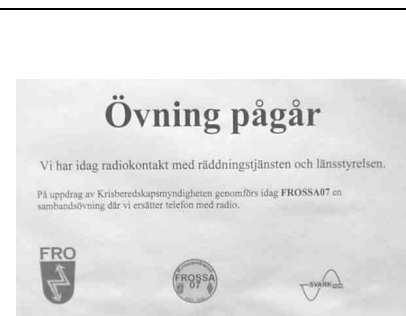 Övning pågår
Vi har idag radiokontakt med räddningstjänsten och länsstyrelsen.
På uppdrag av Krisberedskapsmyndigheten genomförs idag FROSSA07 en
sambandsövning där vi ersätter telefon med radio.
FRO
FROSSA
07
SVARK